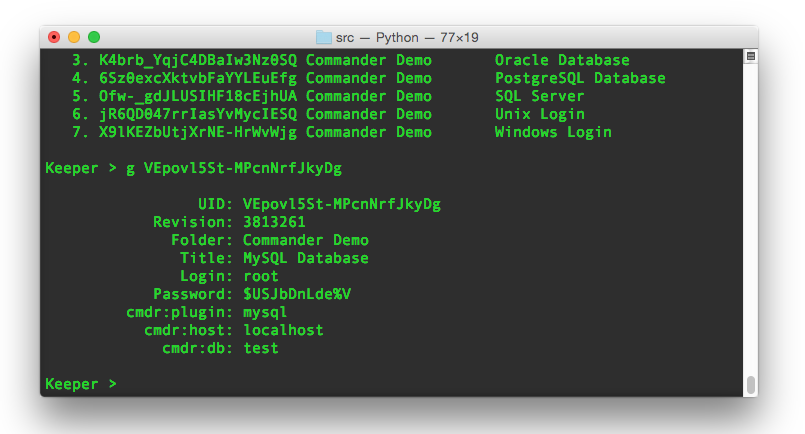 src — Python — 77×19
3. K4brb_YqjC4DBaIw3Nz0SQ Commander Demo Oracle Database
4. 6Sz0excXktvbFaYYLEuEfg Commander Demo PostgreSQL Database
5. Ofw-_gdJLUSIHF18cEjhUA Commander Demo SQL Server
6. jR6QD047rrIasYvMycIESQ Commander Demo Unix Login
7. X9lKEZbUtjXrNE-HrWvWjg Commander Demo Windows Login
Keeper > g VEpovl5St-MPcnNrfJkyDg
UID: VEpovl5St-MPcnNrfJkyDg
Revision: 3813261
Folder: Commander Demo
Title: MySQL Database
Login: root
Password: $USJbDnLde%V
cmdr:plugin: mysql
cmdr:host: localhost
cmdr:db: test
Keeper >